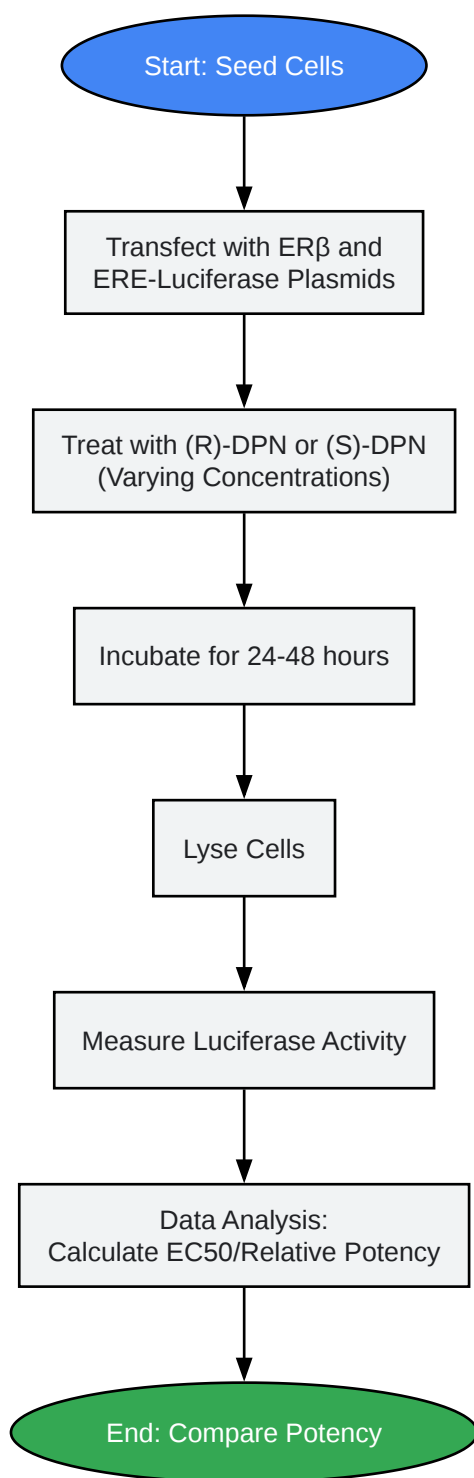 Start: Seed Cells
Transfect with ERβ and
ERE-Luciferase Plasmids
Treat with (R)-DPN or (S)-DPN
(Varying Concentrations)
Incubate for 24-48 hours
Lyse Cells
Measure Luciferase Activity
Data Analysis:
Calculate EC50/Relative Potency
End: Compare Potency